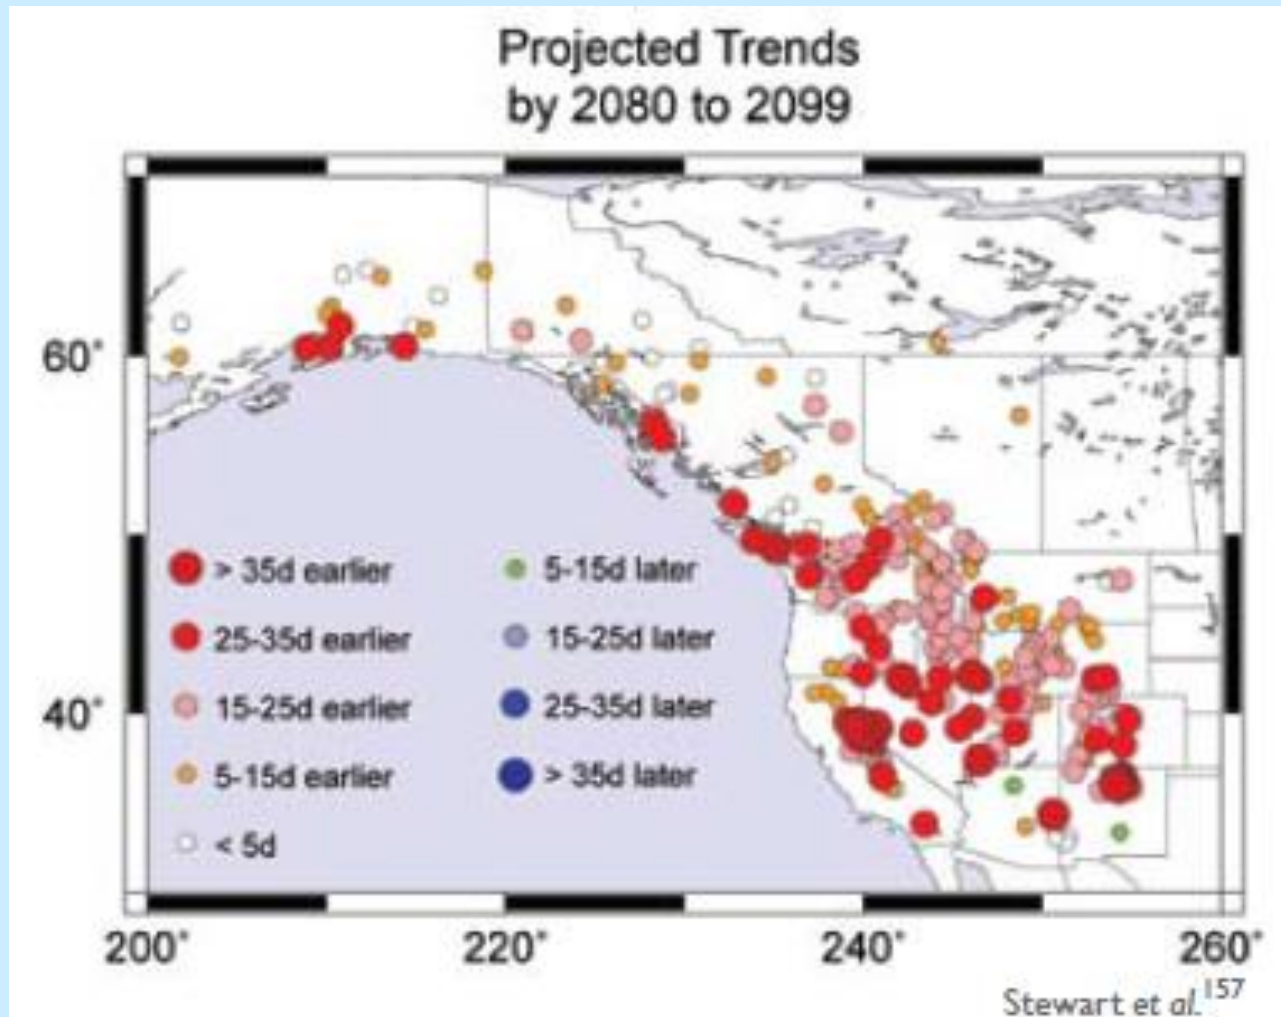 Projected Trends
by 2080 to 2099
60°
40°
> 35d earlier
25-35d earlier
15-25d earlier
5-15d earlier
< 5d
5-15d later
15-25d later
25-35d later
> 35d later
200°
220°
240°
260°
Stewart et al.157